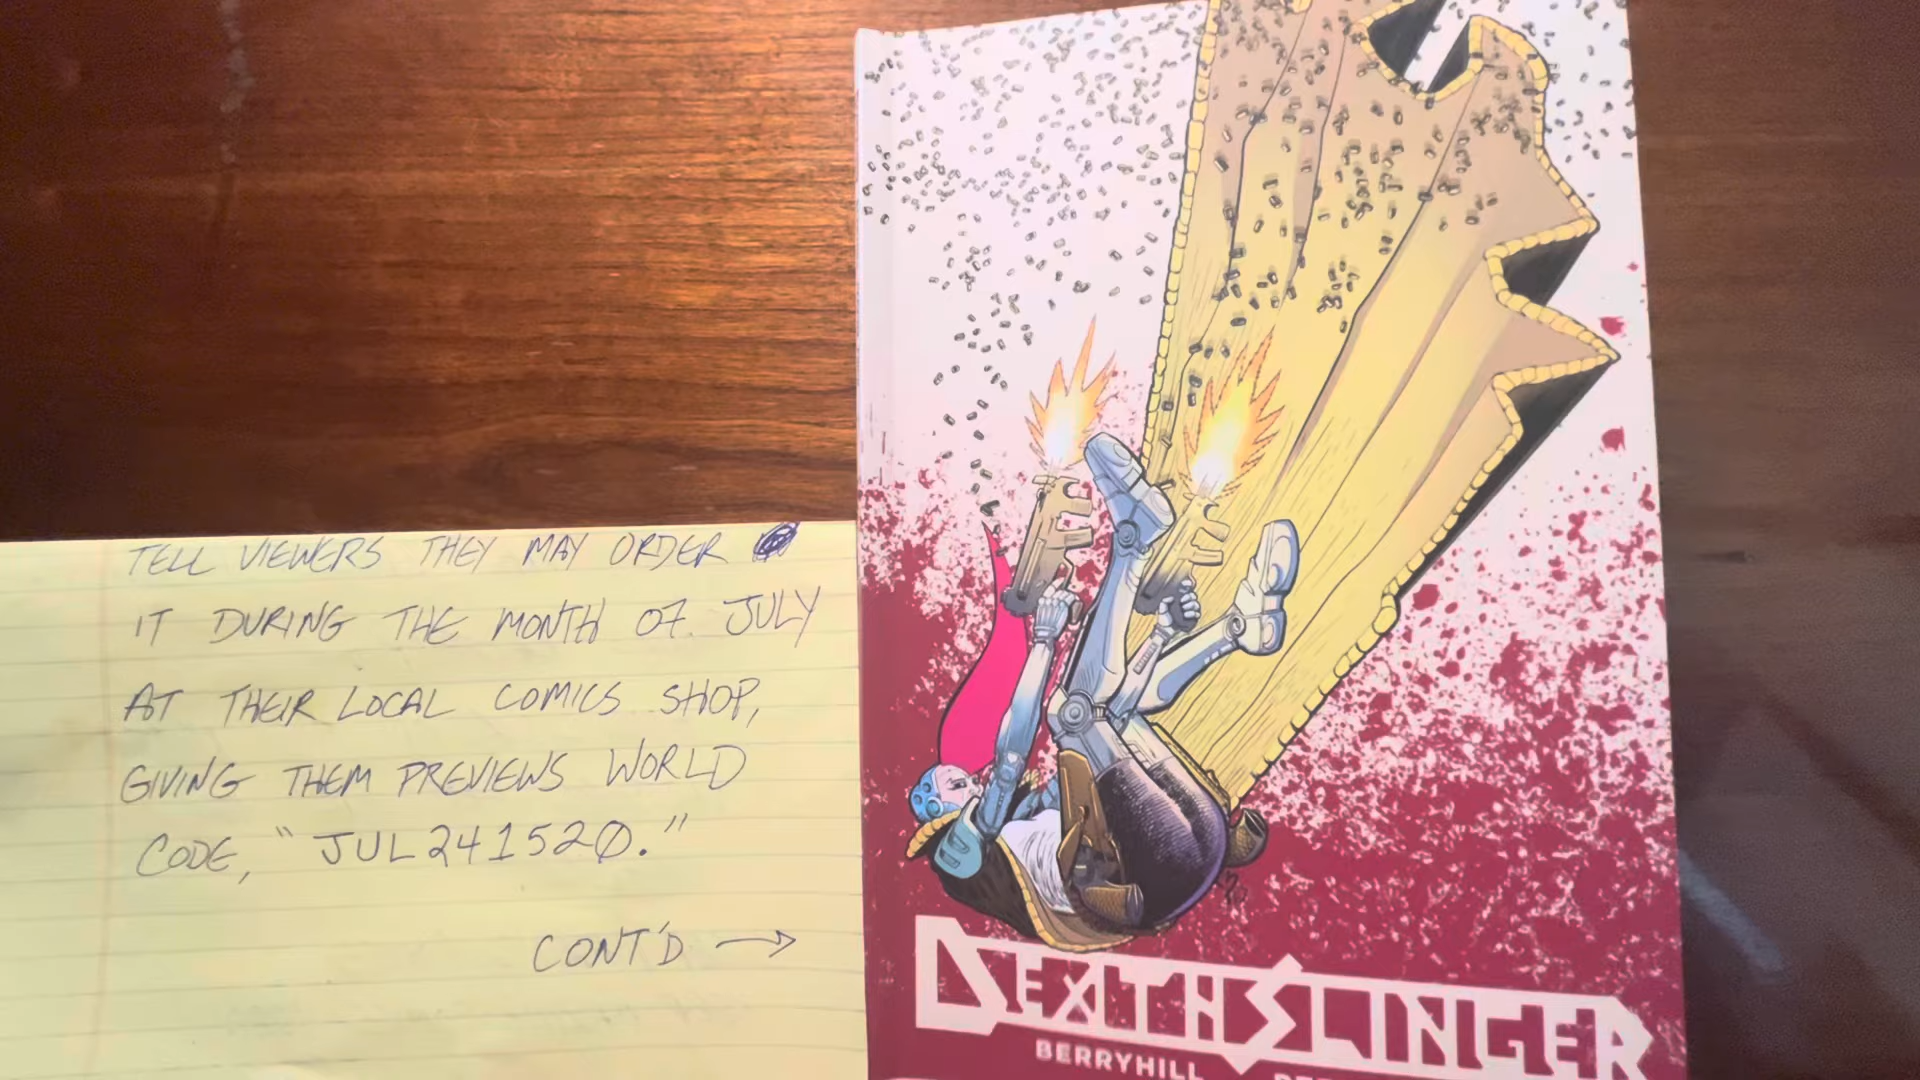 TELL VIEWERS THEY MAY ORDER
IT DURING THE MONTH OF JULY
AT THEIR LOCAL COMICS SHOP,
GIVING THEM PREVIEWS WORLD
CODE, "JUL241520."
CONT'D →
DEATHSLINGER
BERRYHILL